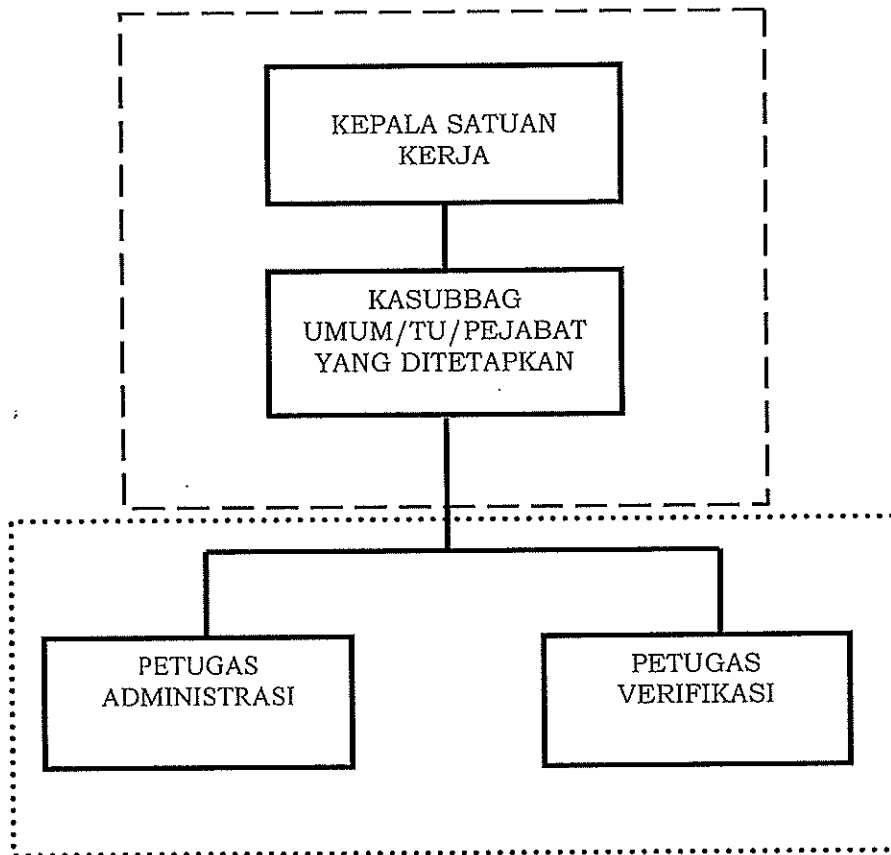 KEPALA SATUAN
KERJA
KASUBBAG
UMUM/TU/PEJABAT
YANG DITETAPKAN
PETUGAS
ADMINISTRASI
PETUGAS
VERIFIKASI